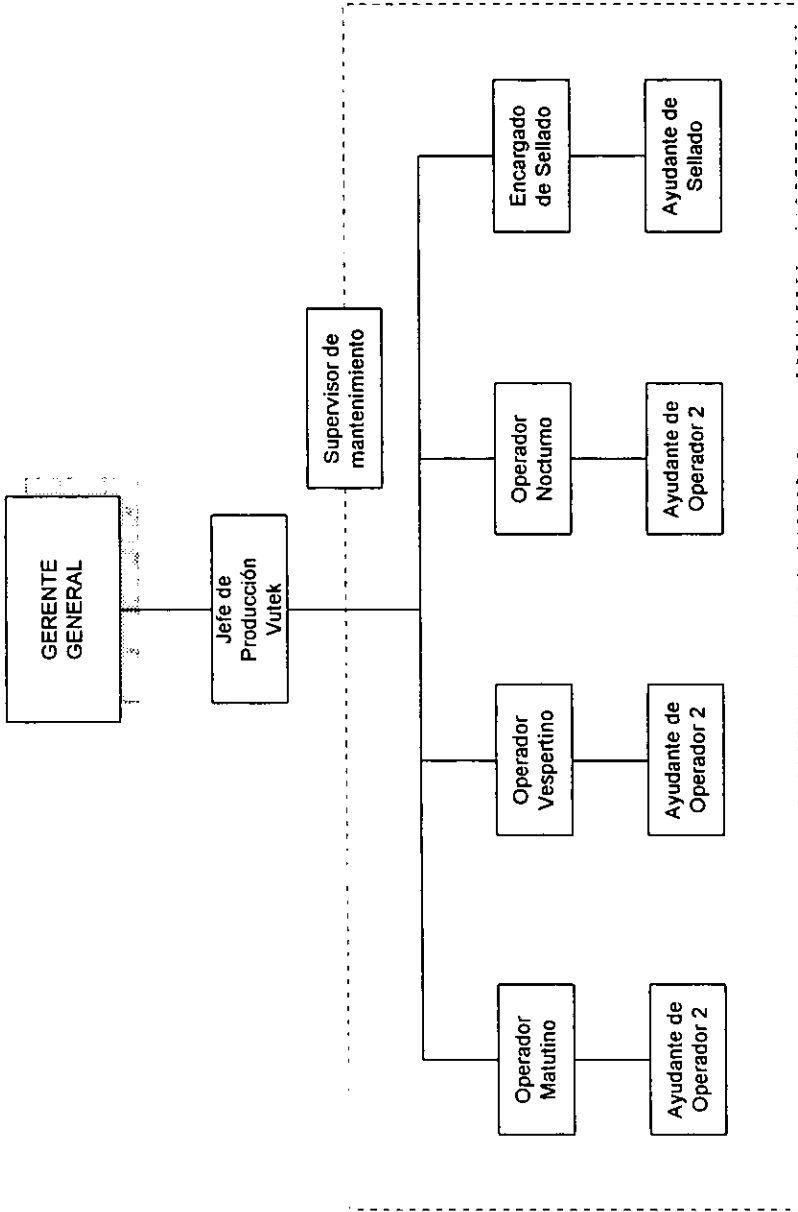 GERENTE
GENERAL
Jefe de
Producción
Vutek
Supervisor de
mantenimiento
Operador
Matutino
Operador
Vespertino
Operador
Nocturno
Encargado
de Sellado
Ayudante de
Operador 2
Ayudante de
Operador 2
Ayudante de
Operador 2
Ayudante de
Sellado